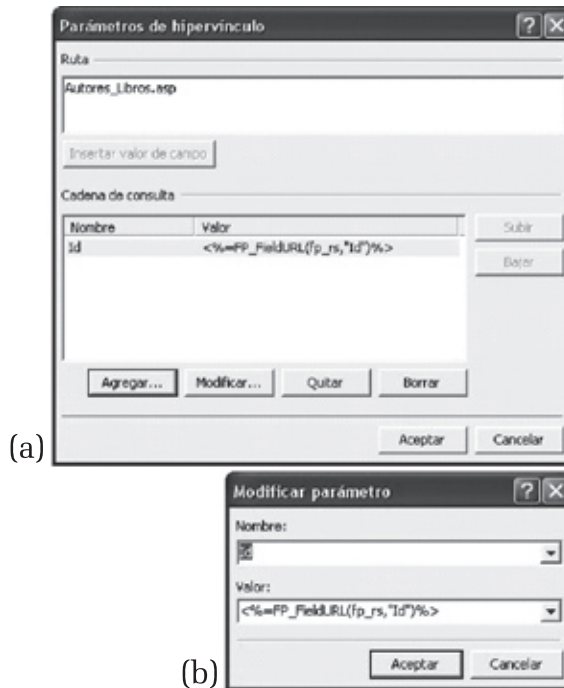 Parámetros de hipervínculo
Ruta
Autores_Libros.asp
Insertar valor de campo
Cadena de consulta
Nombre Valor
Id <%=FP_FieldURL(fp_rs,"Id")%>
Subir
Bajar
Agregar... Modificar... Quitar Borrar
Aceptar Cancelar
(a)
Modificar parámetro
Nombre:
Id
Valor:
<%=FP_FieldURL(fp_rs,"Id")%>
Aceptar Cancelar
(b)